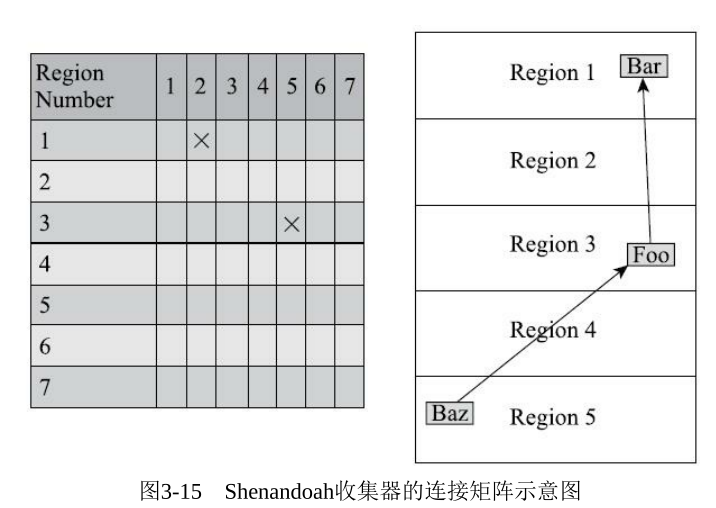 Region Number 1 2 3 4 5 6 7
1 ×
2
3 ×
4
5
6
7
Region 1 Bar
Region 2
Region 3 Foo
Region 4
Baz Region 5
图3-15 Shenandoah收集器的连接矩阵示意图